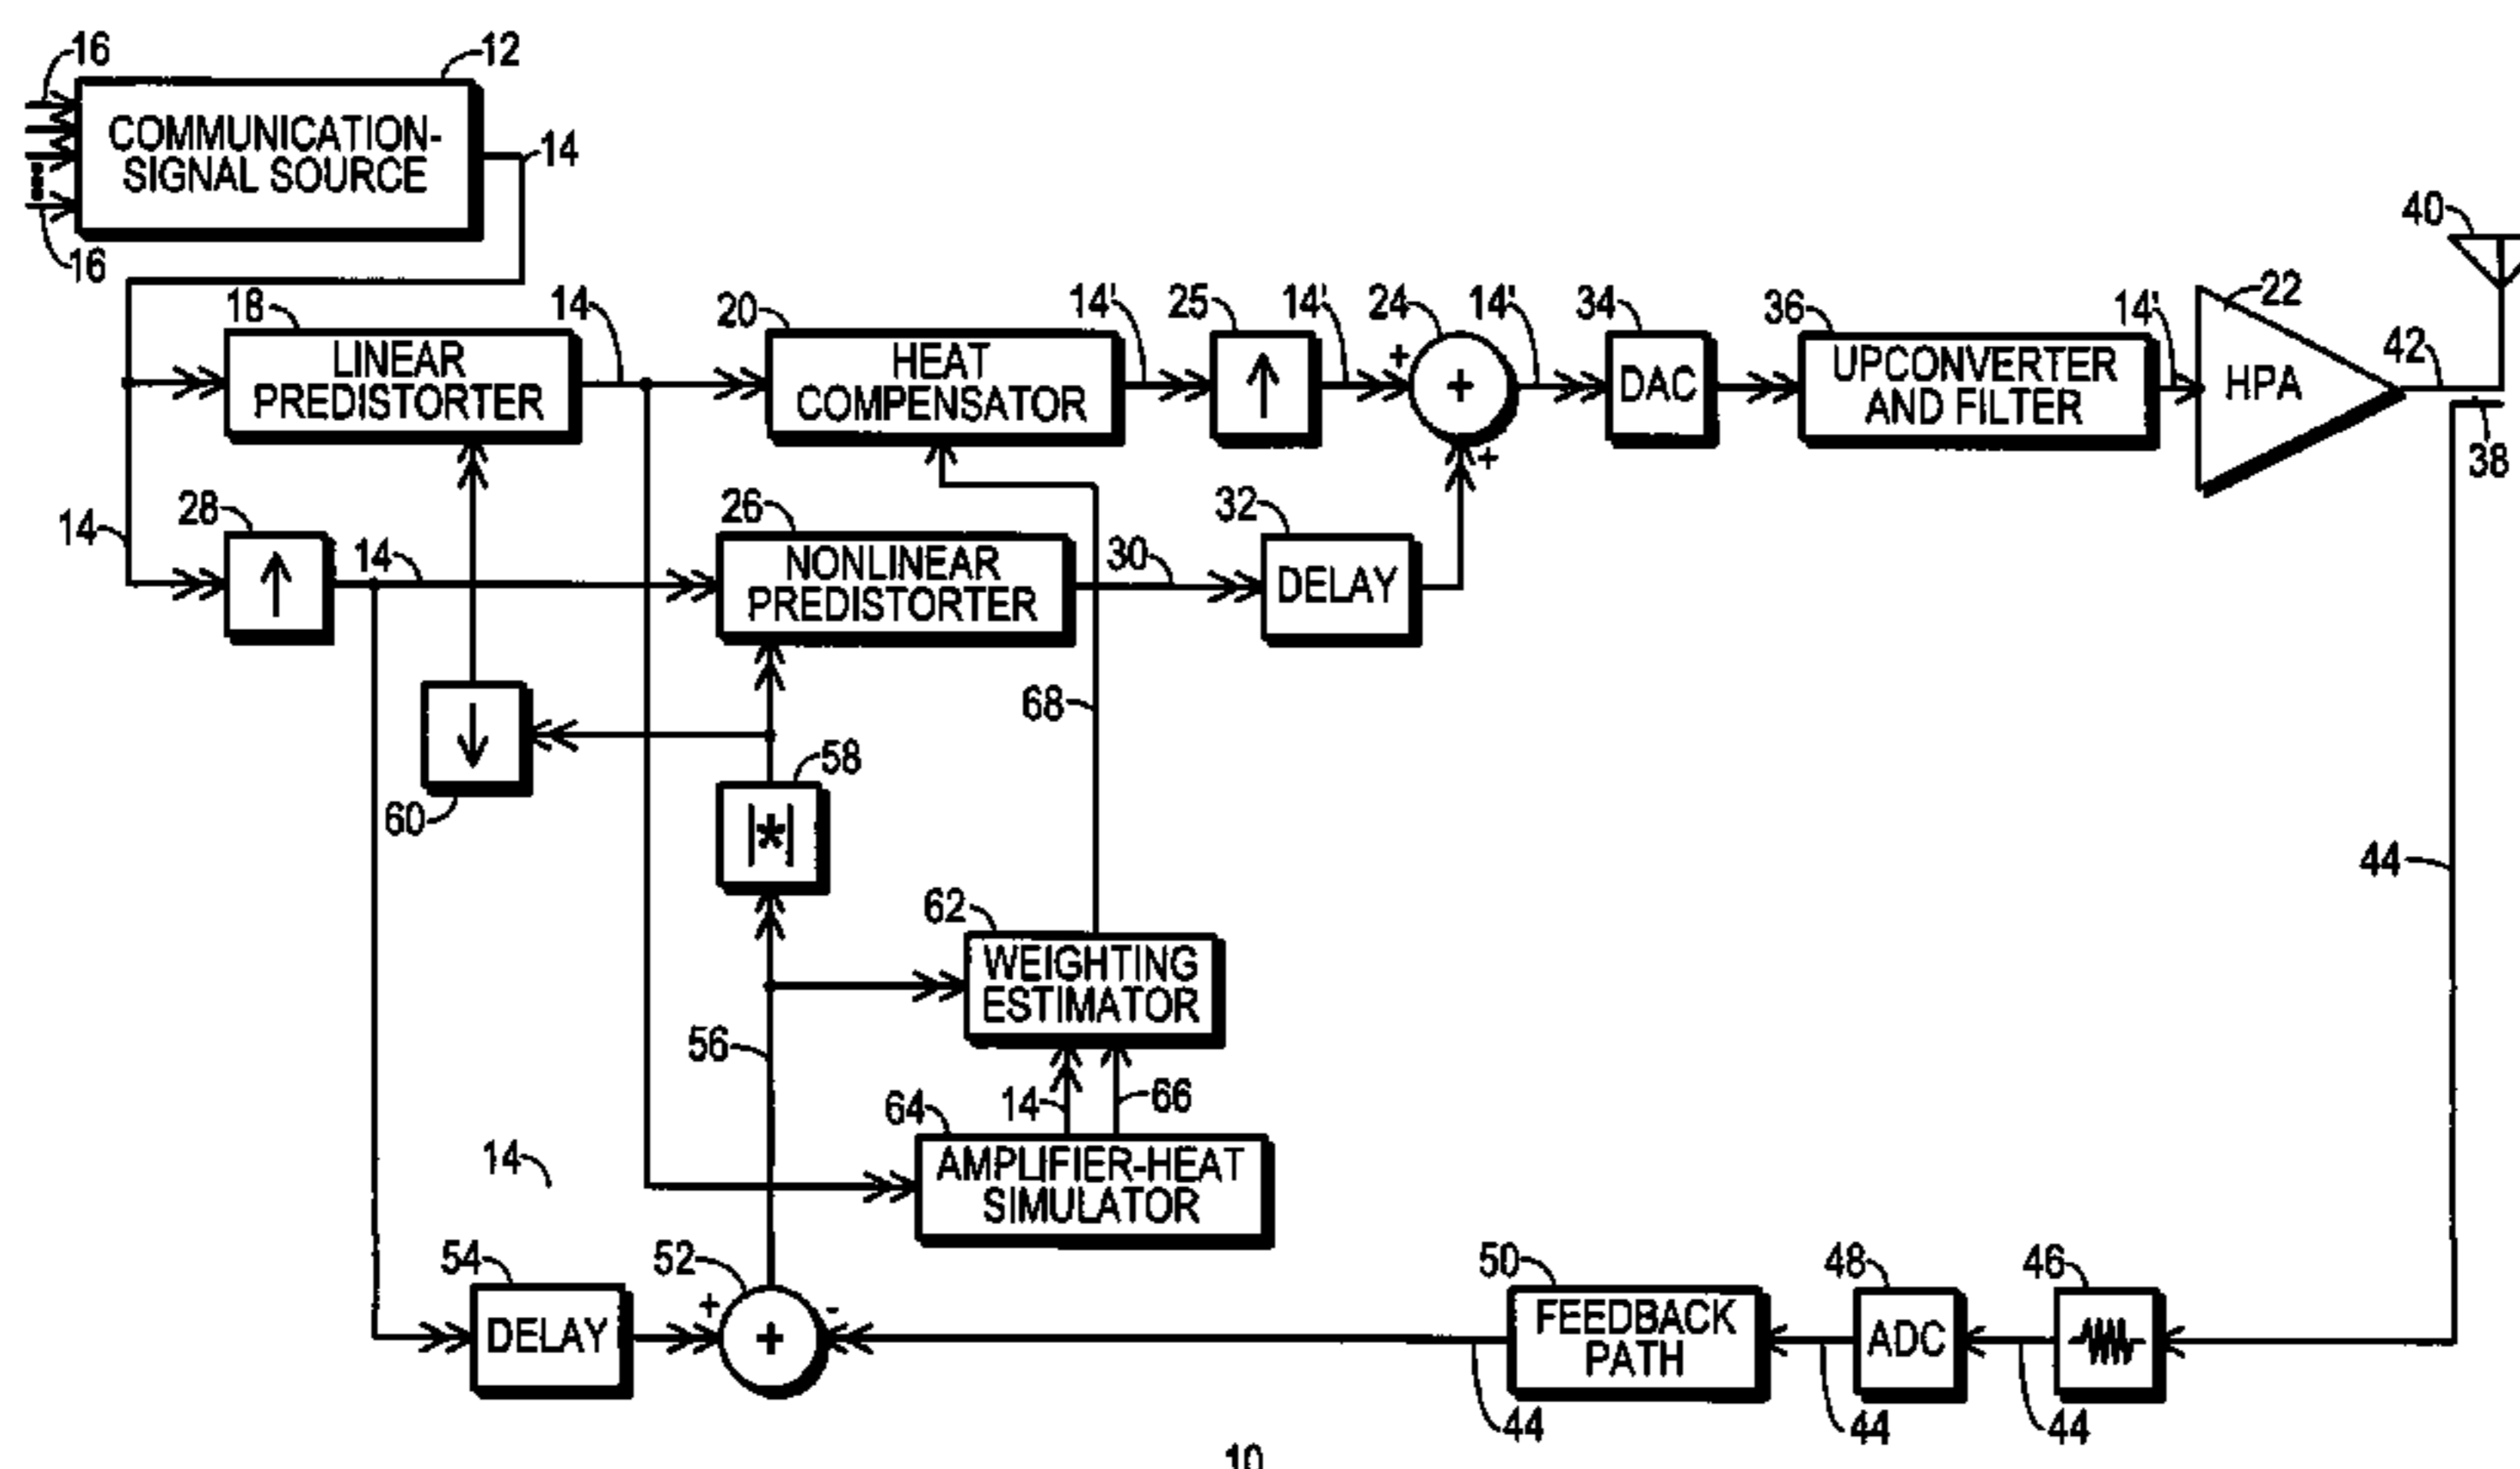 16
12
COMMUNICATION-
SIGNAL SOURCE
14
16
40
18
14
20
14'
25
14'
24
14'
34
36
14'
22
42
LINEAR
PREDISTORTER
HEAT
COMPENSATOR
↑
+
+
+
DAC
UPCONVERTER
AND FILTER
HPA
38
14
28
↑
14
26
NONLINEAR
PREDISTORTER
30
32
DELAY
↓
60
68
58
|*|
44
62
WEIGHTING
ESTIMATOR
56
14
66
64
AMPLIFIER-HEAT
SIMULATOR
14
54
DELAY
52
+
-
+
50
FEEDBACK
PATH
48
ADC
46
44
44
44
10